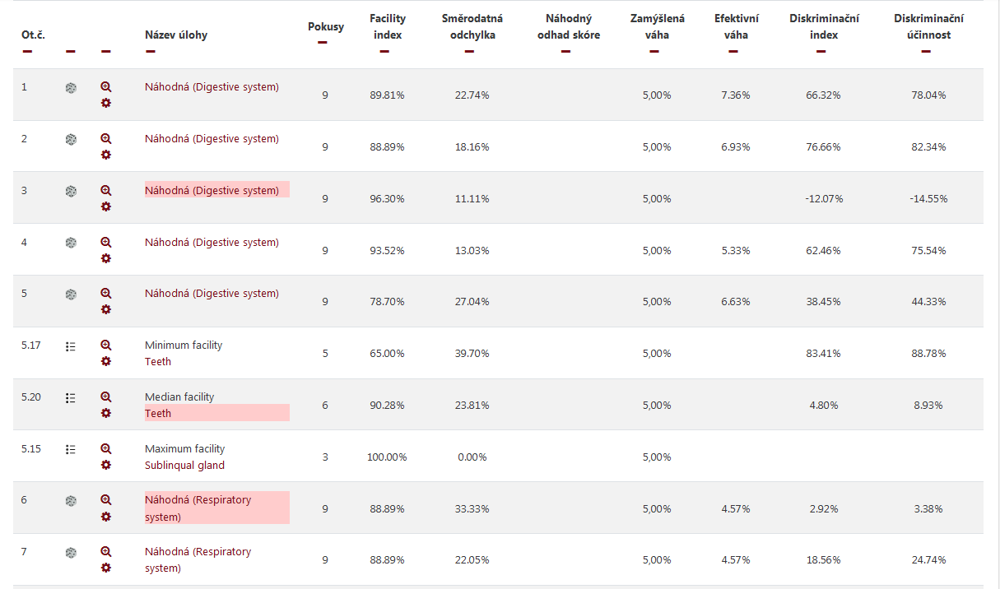 Ot.č. Název úlohy Pokusy Facility index Směrodatná odchylka Náhodný odhad skóre Zamýšlená váha Efektivní váha Diskriminační index Diskriminační účinnost
1 Náhodná (Digestive system) 9 89.81% 22.74% 5,00% 7.36% 66.32% 78.04%
2 Náhodná (Digestive system) 9 88.89% 18.16% 5,00% 6.93% 76.66% 82.34%
3 Náhodná (Digestive system) 9 96.30% 11.11% 5,00% -12.07% -14.55%
4 Náhodná (Digestive system) 9 93.52% 13.03% 5,00% 5.33% 62.46% 75.54%
5 Náhodná (Digestive system) 9 78.70% 27.04% 5,00% 6.63% 38.45% 44.33%
5.17 Minimum facility
Teeth 5 65.00% 39.70% 5,00% 83.41% 88.78%
5.20 Median facility
Teeth 6 90.28% 23.81% 5,00% 4.80% 8.93%
5.15 Maximum facility
Sublinqual gland 3 100.00% 0.00% 5,00%
6 Náhodná (Respiratory
system) 9 88.89% 33.33% 5,00% 4.57% 2.92% 3.38%
7 Náhodná (Respiratory
system) 9 88.89% 22.05% 5,00% 4.57% 18.56% 24.74%